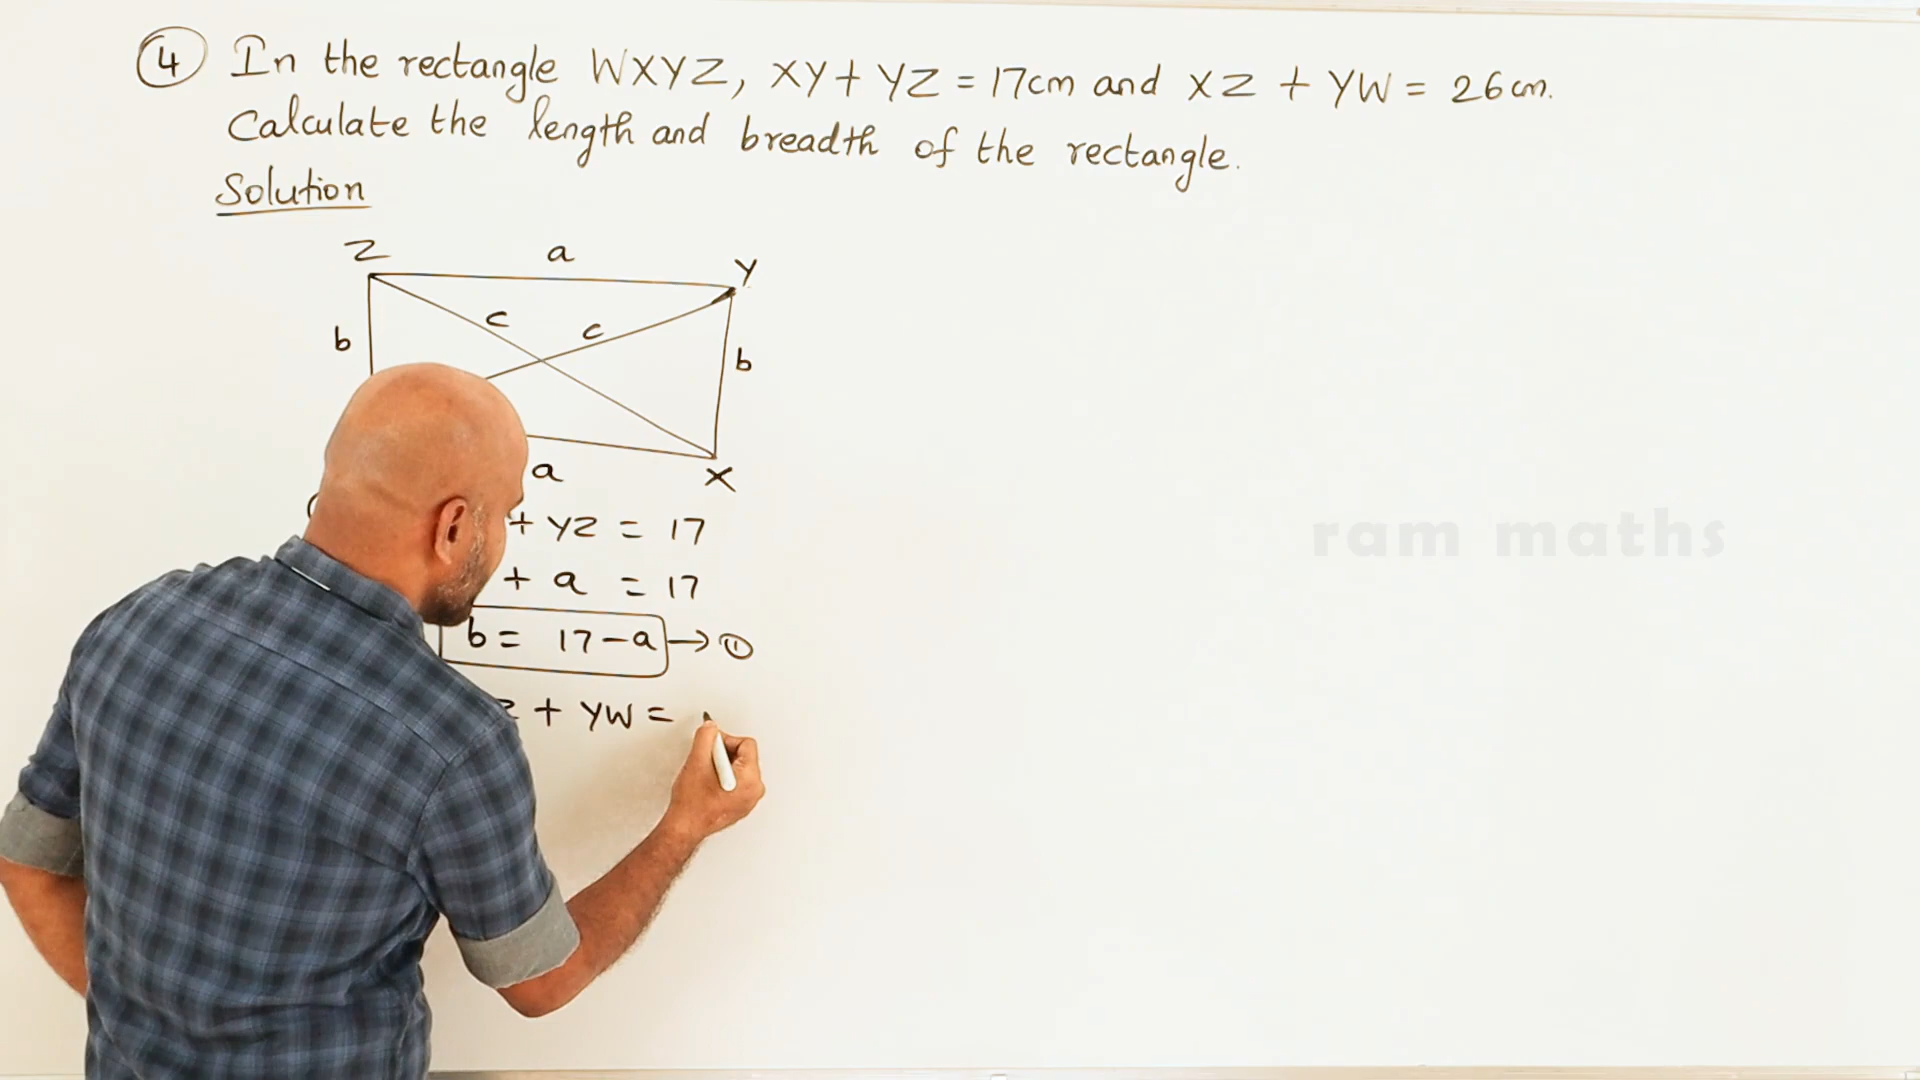 4 In the rectangle WXYZ, XY + YZ = 17cm and XZ + YW = 26cm.
Calculate the length and breadth of the rectangle.
Solution
Z a Y
c c
b b
a X
+ YZ = 17
+ a = 17
b = 17 - a → ①
+ YW =
ram maths